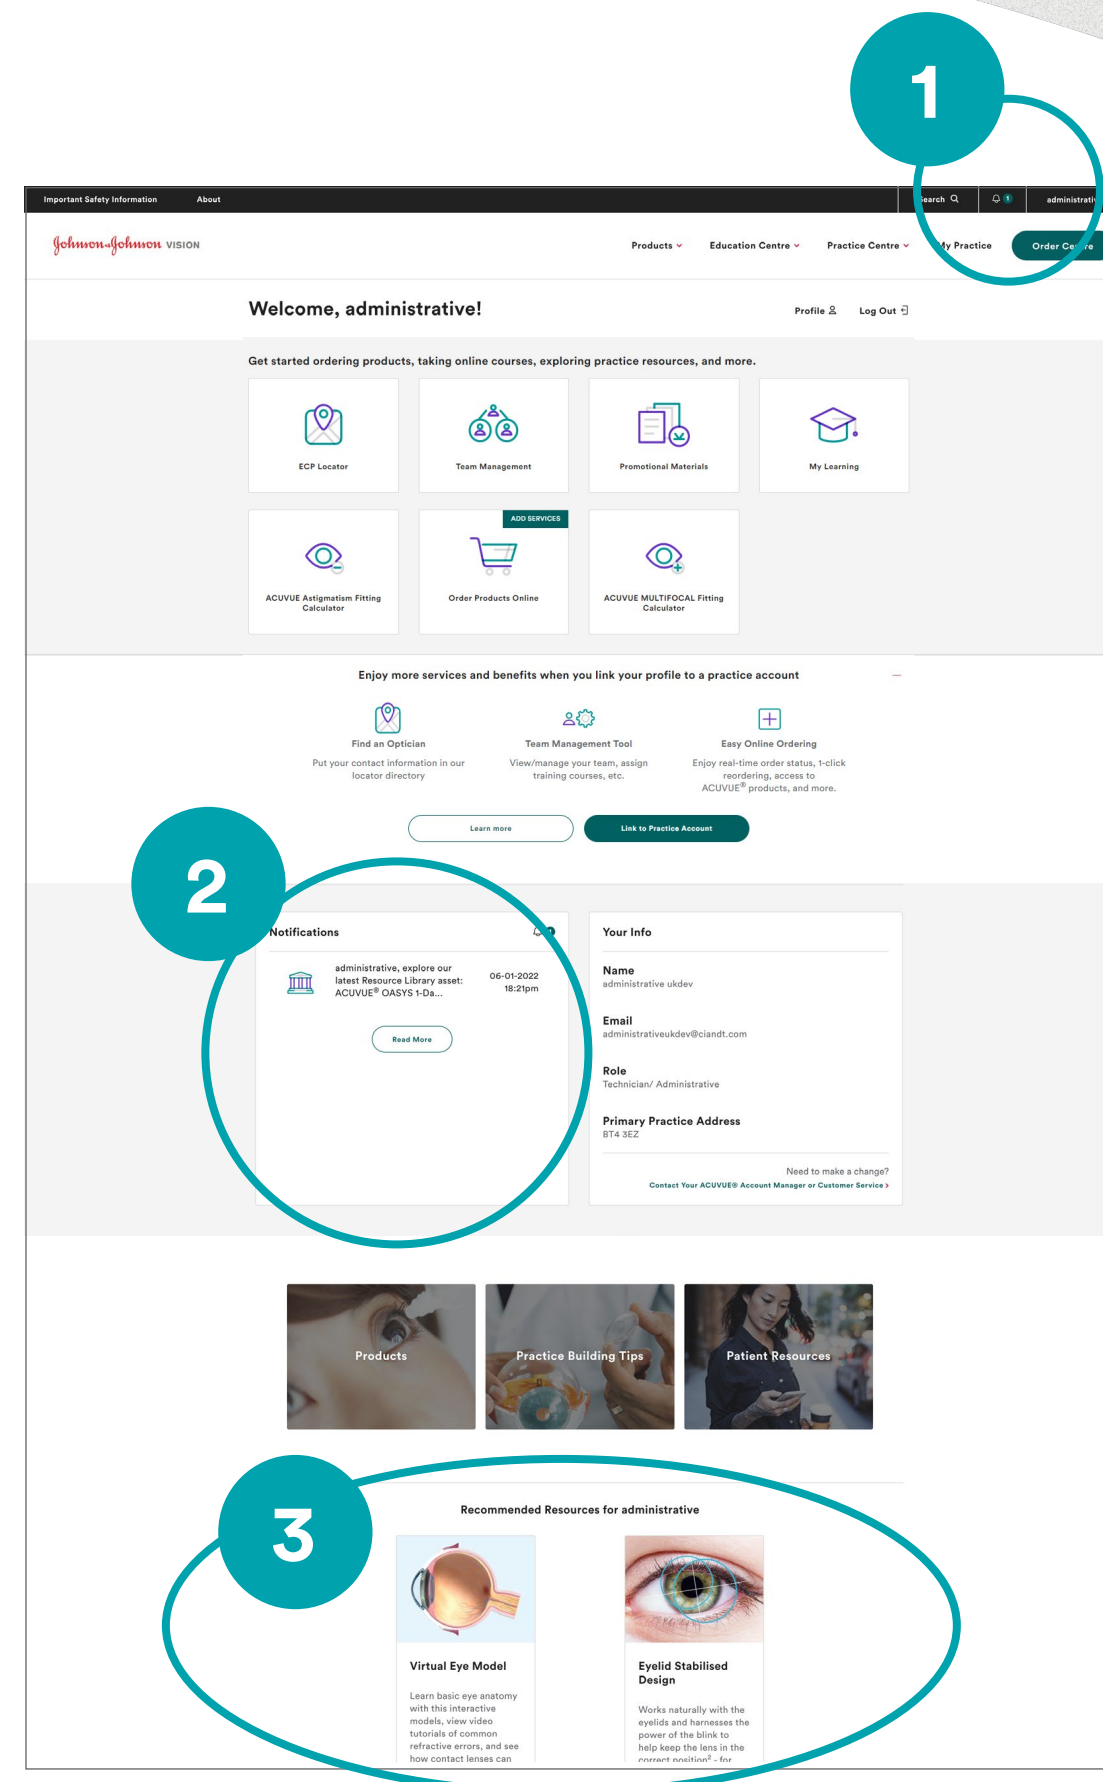 1
Important Safety Information About Search 1
Johnson&Johnson VISION Products Education Centre Practice Centre My Practice Order Centre
Welcome, administrative! Profile Log Out
Get started ordering products, taking online courses, exploring practice resources, and more.
ECP Locator Team Management Promotional Materials My Learning
ADD SERVICES
ACUVUE Astigmatism Fitting Order Products Online ACUVUE MULTIFOCAL Fitting
Calculator Calculator
Enjoy more services and benefits when you link your profile to a practice account
Find an Optician Team Management Tool Easy Online Ordering
Put your contact information in our View/manage your team, assign Enjoy real-time order status, 1-click
locator directory training courses, etc. reordering, access to
ACUVUE® products, and more.
Learn more Link to Practice Account
2
Notifications
administrative, explore our
latest Resource Library asset:
ACUVUE® OASYS 1-Da...
06-01-2022
18:21pm
Read More
Your Info
Name
administrative ukdev
Email
administrativeukdev@ciandt.com
Role
Technician/ Administrative
Primary Practice Address
BT4 3EZ
Need to make a change?
Contact Your ACUVUE® Account Manager or Customer Service
Products Practice Building Tips Patient Resources
3
Recommended Resources for administrative
Virtual Eye Model
Learn basic eye anatomy
with this interactive
models, view video
tutorials of common
refractive errors, and see
how contact lenses can
Eyelid Stabilised
Design
Works naturally with the
eyelids and harnesses the
power of the blink to
help keep the lens in the
correct position² - for